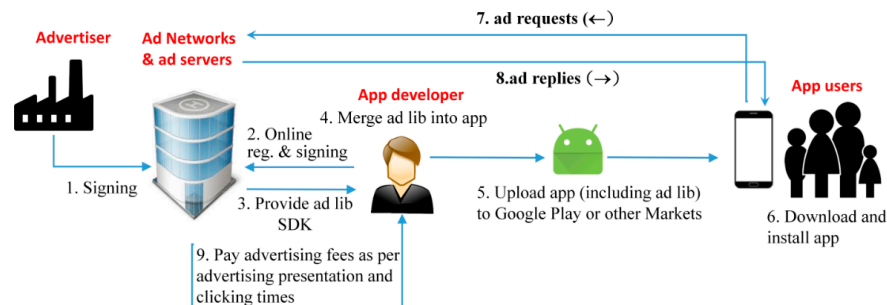 7. ad requests (←)
Advertiser
Ad Networks
& ad servers
8.ad replies (→)
App developer
App users
4. Merge ad lib into app
2. Online
reg. & signing
1. Signing
3. Provide ad lib
SDK
5. Upload app (including ad lib)
to Google Play or other Markets
6. Download and
install app
9. Pay advertising fees as per
advertising presentation and
clicking times
H